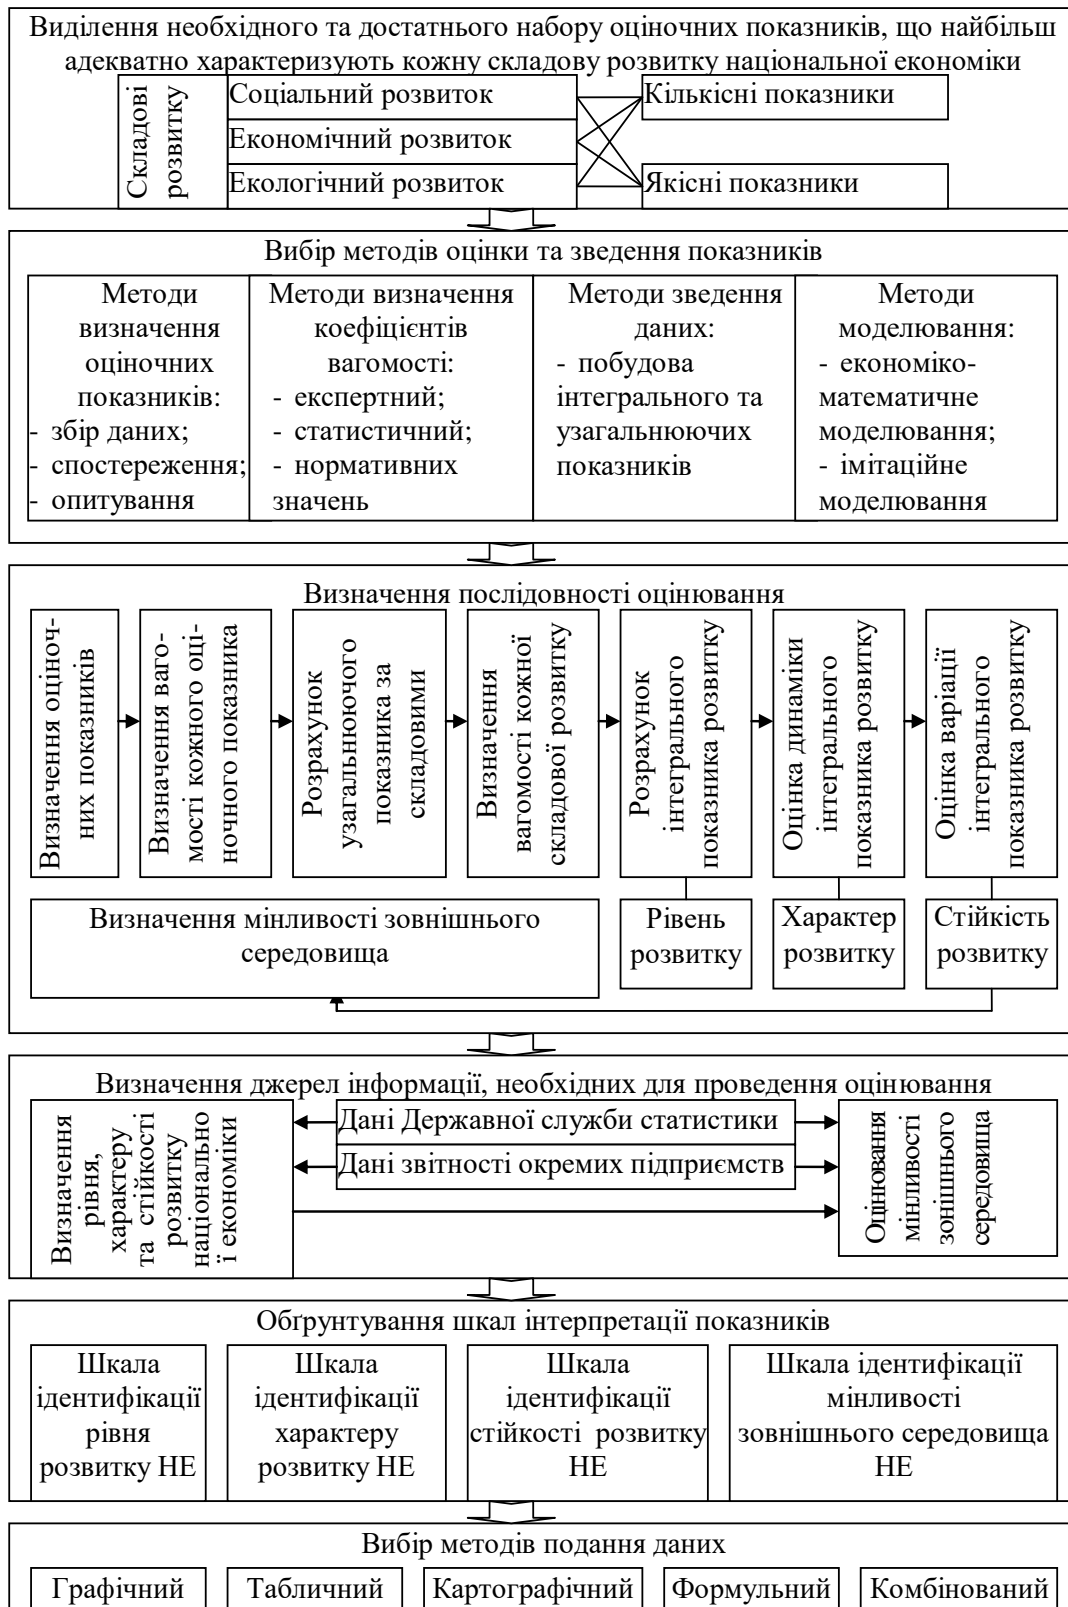 Виділення необхідного та достатнього набору оціночних показників, що найбільш
адекватно характеризують кожну складову розвитку національної економіки
Складові
розвитку
Соціальний розвиток
Економічний розвиток
Екологічний розвиток
Кількісні показники
Якісні показники
Вибір методів оцінки та зведення показників
Методи
визначення
оціночних
показників:
- збір даних;
- спостереження;
- опитування
Методи визначення
коефіцієнтів
вагомості:
- експертний;
- статистичний;
- нормативних
значень
Методи зведення
даних:
- побудова
інтегрального та
узагальнюючих
показників
Методи
моделювання:
- економіко-
математичне
моделювання;
- імітаційне
моделювання
Визначення послідовності оцінювання
Визначення оціноч-
них показників
Визначення ваго-
мості кожного оці-
ночного показника
Розрахунок
узагальнюючого
показника за
складовими
Визначення
вагомості кожної
складової розвитку
Розрахунок
інтегрального
показника розвитку
Оцінка динаміки
інтегрального
показника розвитку
Оцінка варіації
інтегрального
показника розвитку
Визначення мінливості зовнішнього
середовища
Рівень
розвитку
Характер
розвитку
Стійкість
розвитку
Визначення джерел інформації, необхідних для проведення оцінювання
Визначення
рівня,
характеру
та стійкості
розвитку
національно
ї економіки
Дані Державної служби статистики
Дані звітності окремих підприємств
Оцінювання
мінливості
зонішнього
середовища
Обґрунтування шкал інтерпретації показників
Шкала
ідентифікації
рівня
розвитку НЕ
Шкала
ідентифікації
характеру
розвитку НЕ
Шкала
ідентифікації
стійкості розвитку
НЕ
Шкала ідентифікації
мінливості
зовнішнього середовища
НЕ
Вибір методів подання даних
Графічний
Табличний
Картографічний
Формульний
Комбінований